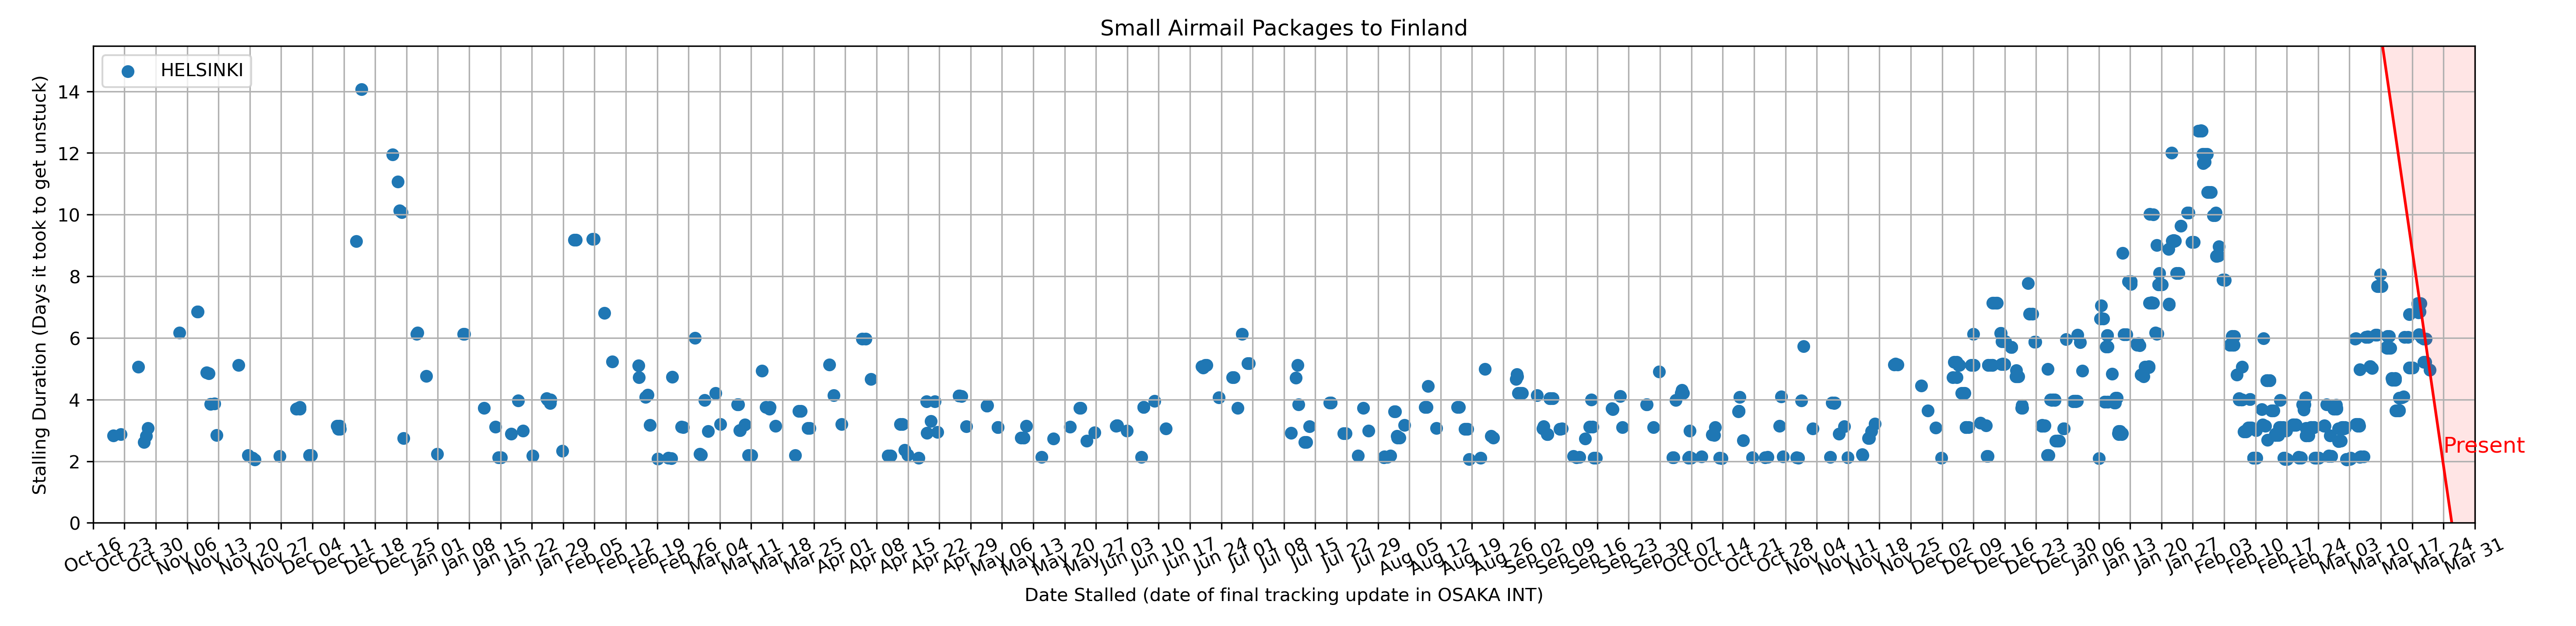 Small Airmail Packages to Finland
HELSINKI
Stalling Duration (Days it took to get unstuck)
14
12
10
8
6
4
2
0
Present
Oct 16
Oct 23
Oct 30
Nov 06
Nov 13
Nov 20
Nov 27
Dec 04
Dec 11
Dec 18
Dec 25
Jan 01
Jan 08
Jan 15
Jan 22
Jan 29
Feb 05
Feb 12
Feb 19
Feb 26
Mar 04
Mar 11
Mar 18
Mar 25
Apr 01
Apr 08
Apr 15
Apr 22
Apr 29
May 06
May 13
May 20
May 27
Jun 03
Jun 10
Jun 17
Jun 24
Jul 01
Jul 08
Jul 15
Jul 22
Jul 29
Aug 05
Aug 12
Aug 19
Aug 26
Sep 02
Sep 09
Sep 16
Sep 23
Sep 30
Oct 07
Oct 14
Oct 21
Oct 28
Nov 04
Nov 11
Nov 18
Nov 25
Dec 02
Dec 09
Dec 16
Dec 23
Dec 30
Jan 06
Jan 13
Jan 20
Jan 27
Feb 03
Feb 10
Feb 17
Feb 24
Mar 03
Mar 10
Mar 17
Mar 24
Mar 31
Date Stalled (date of final tracking update in OSAKA INT)